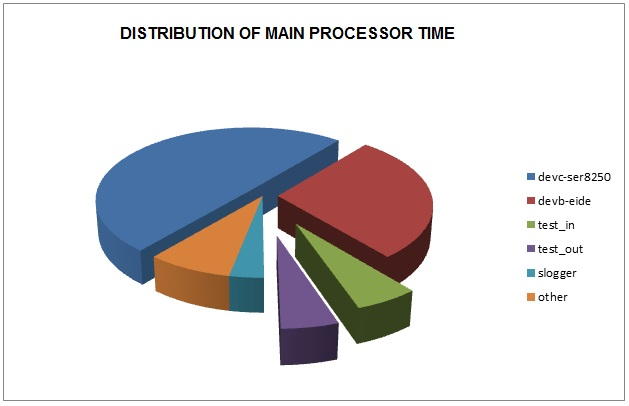 DISTRIBUTION OF MAIN PROCESSOR TIME
devc-ser8250
devb-eide
test_in
test_out
slogger
other